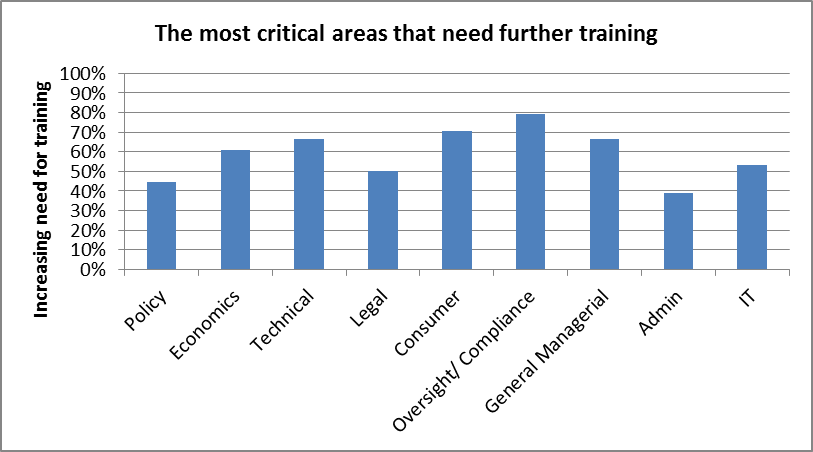 The most critical areas that need further training
Increasing need for training
100%
90%
80%
70%
60%
50%
40%
30%
20%
10%
0%
Policy
Economics
Technical
Legal
Consumer
Oversight/ Compliance
General Managerial
Admin
IT